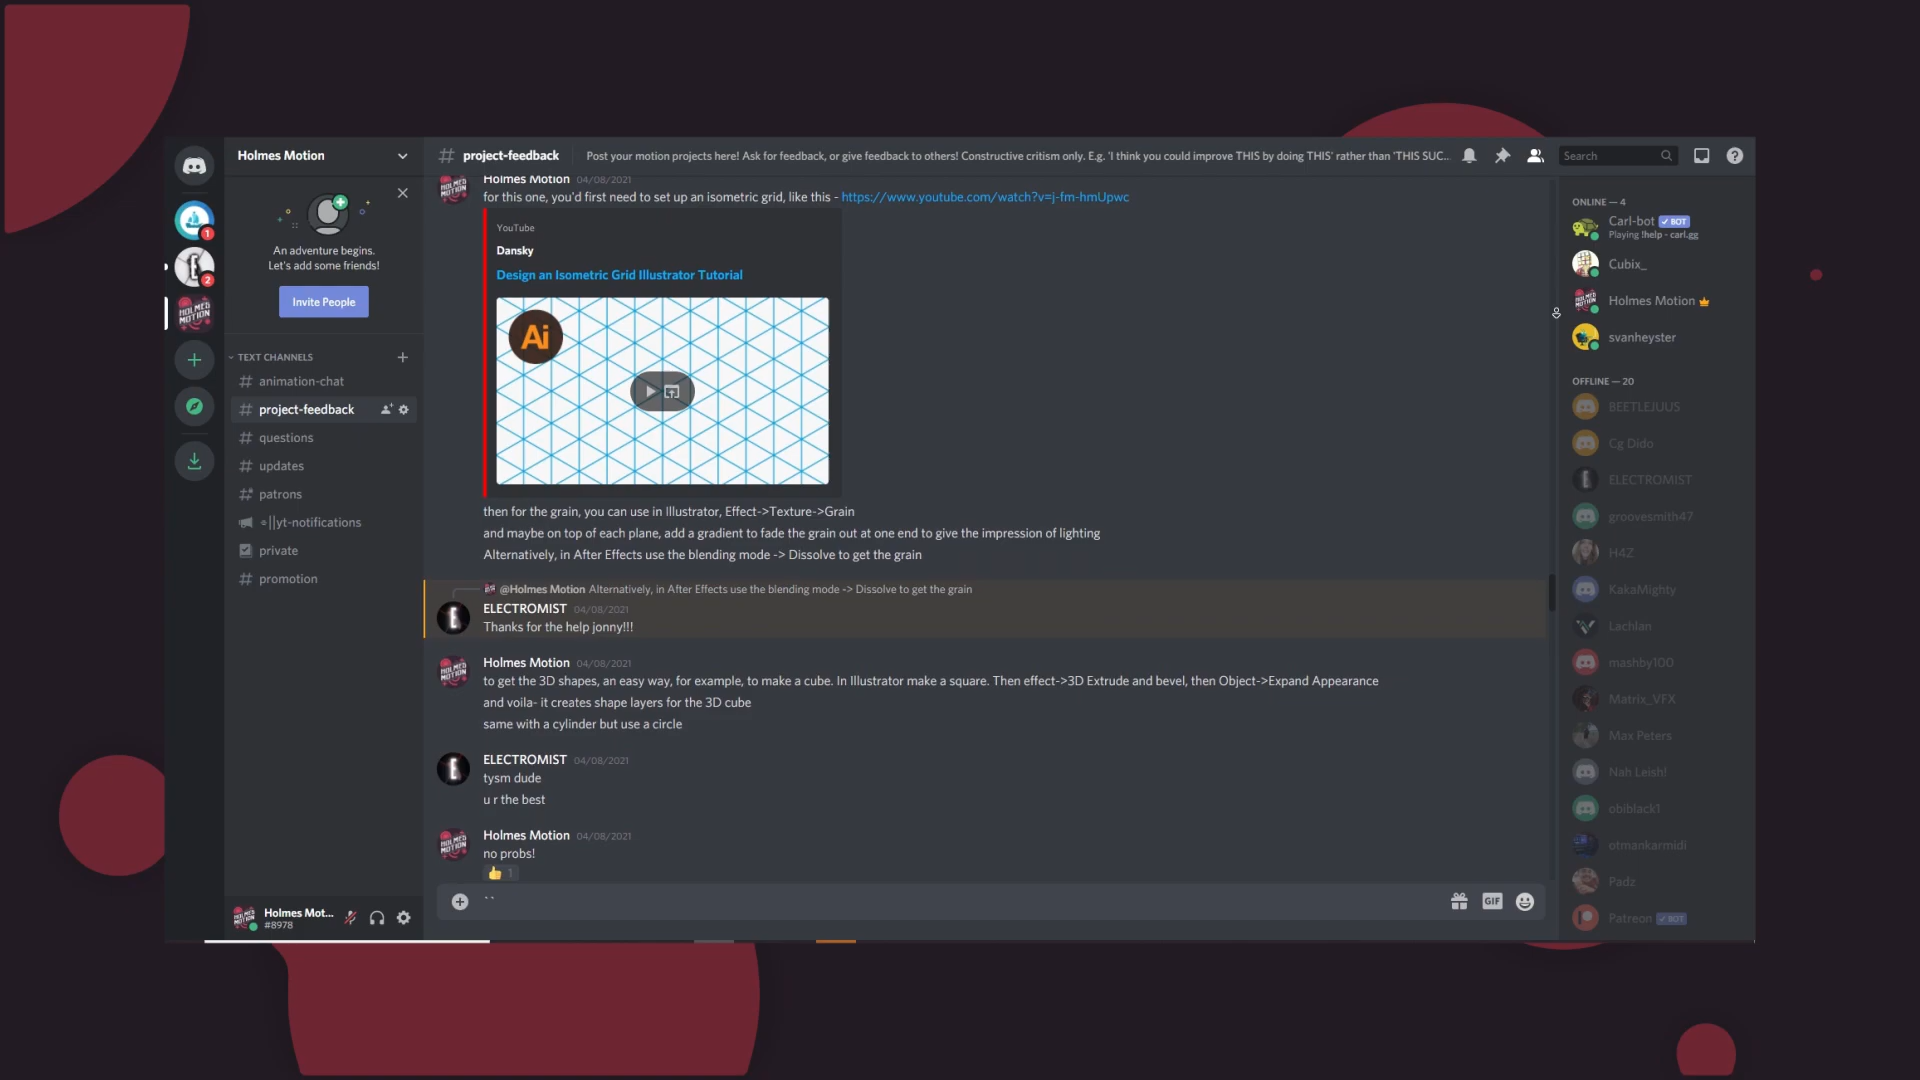 Holmes Motion
project-feedback
Post your motion projects here! Ask for feedback, or give feedback to others! Constructive critism only. E.g. 'I think you could improve THIS by doing THIS' rather than 'THIS SUC...
Search
An adventure begins.
Let's add some friends!
Invite People
TEXT CHANNELS
animation-chat
project-feedback
questions
updates
patrons
yt-notifications
private
promotion
Holmes Mot...
#8978
Holmes Motion 04/08/2021
for this one, you'd first need to set up an isometric grid, like this - https://www.youtube.com/watch?v=j-fm-hmUpwc
YouTube
Dansky
Design an Isometric Grid Illustrator Tutorial
Ai
then for the grain, you can use in Illustrator, Effect->Texture->Grain
and maybe on top of each plane, add a gradient to fade the grain out at one end to give the impression of lighting
Alternatively, in After Effects use the blending mode -> Dissolve to get the grain
@Holmes Motion Alternatively, in After Effects use the blending mode -> Dissolve to get the grain
ELECTROMIST 04/08/2021
Thanks for the help jonny!!!
Holmes Motion 04/08/2021
to get the 3D shapes, an easy way, for example, to make a cube. In Illustrator make a square. Then effect->3D Extrude and bevel, then Object->Expand Appearance
and voila- it creates shape layers for the 3D cube
same with a cylinder but use a circle
ELECTROMIST 04/08/2021
tysm dude
u r the best
Holmes Motion 04/08/2021
no probs!
1
``
GIF
ONLINE — 4
Carl-bot BOT
Playing !help - carl.gg
Cubix_
Holmes Motion
svanheyster
OFFLINE — 20
BEETLEJUUS
Cg Dido
ELECTROMIST
groovesmith47
H4Z
KakaMighty
Lachlan
mashby100
Matrix_VFX
Max Peters
Nah Leish!
obiblack1
otmankarmidi
Padz
Patreon BOT
1
2
HOLMES
MOTION